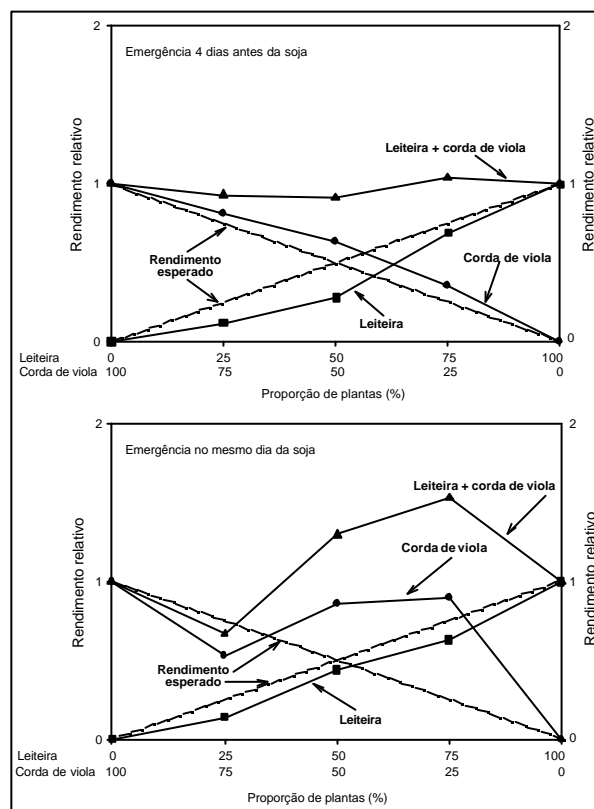 2
2
Emergência 4 dias antes da soja
Rendimento relativo
Rendimento relativo
Leiteira + corda de viola
1
1
Rendimento
esperado
Corda de viola
Leiteira
0
0
Leiteira 0 25 50 75 100
Corda de viola 100 75 50 25 0
Proporção de plantas (%)
2
2
Emergência no mesmo dia da soja
Rendimento relativo
Rendimento relativo
Leiteira + corda de viola
Corda de viola
1
1
Rendimento
esperado
Leiteira
0
0
Leiteira 0 25 50 75 100
Corda de viola 100 75 50 25 0
Proporção de plantas (%)